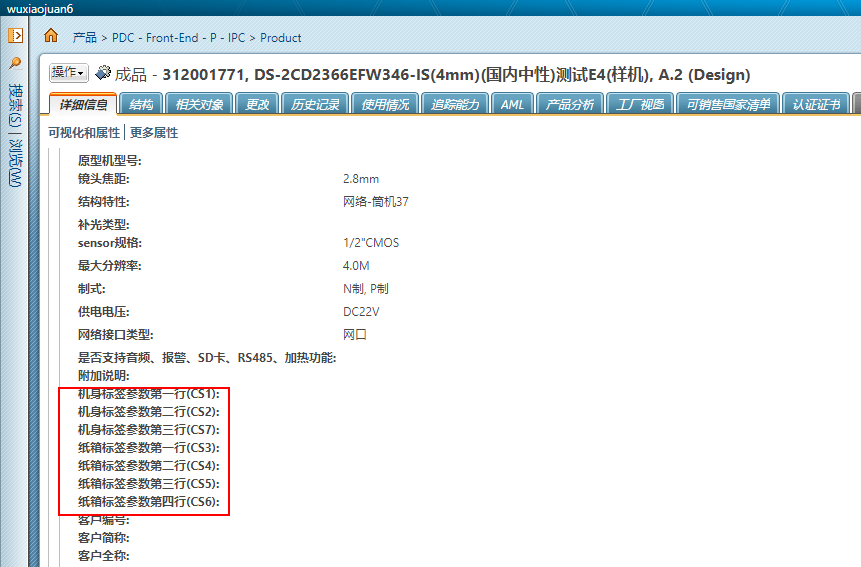 wuxiaojuan6
产品 > PDC - Front-End - P - IPC > Product
操作 成品 - 312001771, DS-2CD2366EFW346-IS(4mm)(国内中性)测试E4(样机), A.2 (Design)
搜索(S) 浏览(W)
详细信息 结构 相关对象 更改 历史记录 使用情况 追踪能力 AML 产品分析 工厂视图 可销售国家清单 认证证书
可视化和属性 更多属性
原型机型号:
镜头焦距: 2.8mm
结构特性: 网络-筒机37
补光类型:
sensor规格: 1/2"CMOS
最大分辨率: 4.0M
制式: N制, P制
供电电压: DC22V
网络接口类型: 网口
是否支持音频、报警、SD卡、RS485、加热功能:
附加说明:
机身标签参数第一行(CS1):
机身标签参数第二行(CS2):
机身标签参数第三行(CS7):
纸箱标签参数第一行(CS3):
纸箱标签参数第二行(CS4):
纸箱标签参数第三行(CS5):
纸箱标签参数第四行(CS6):
客户编号:
客户简称:
客户全称: